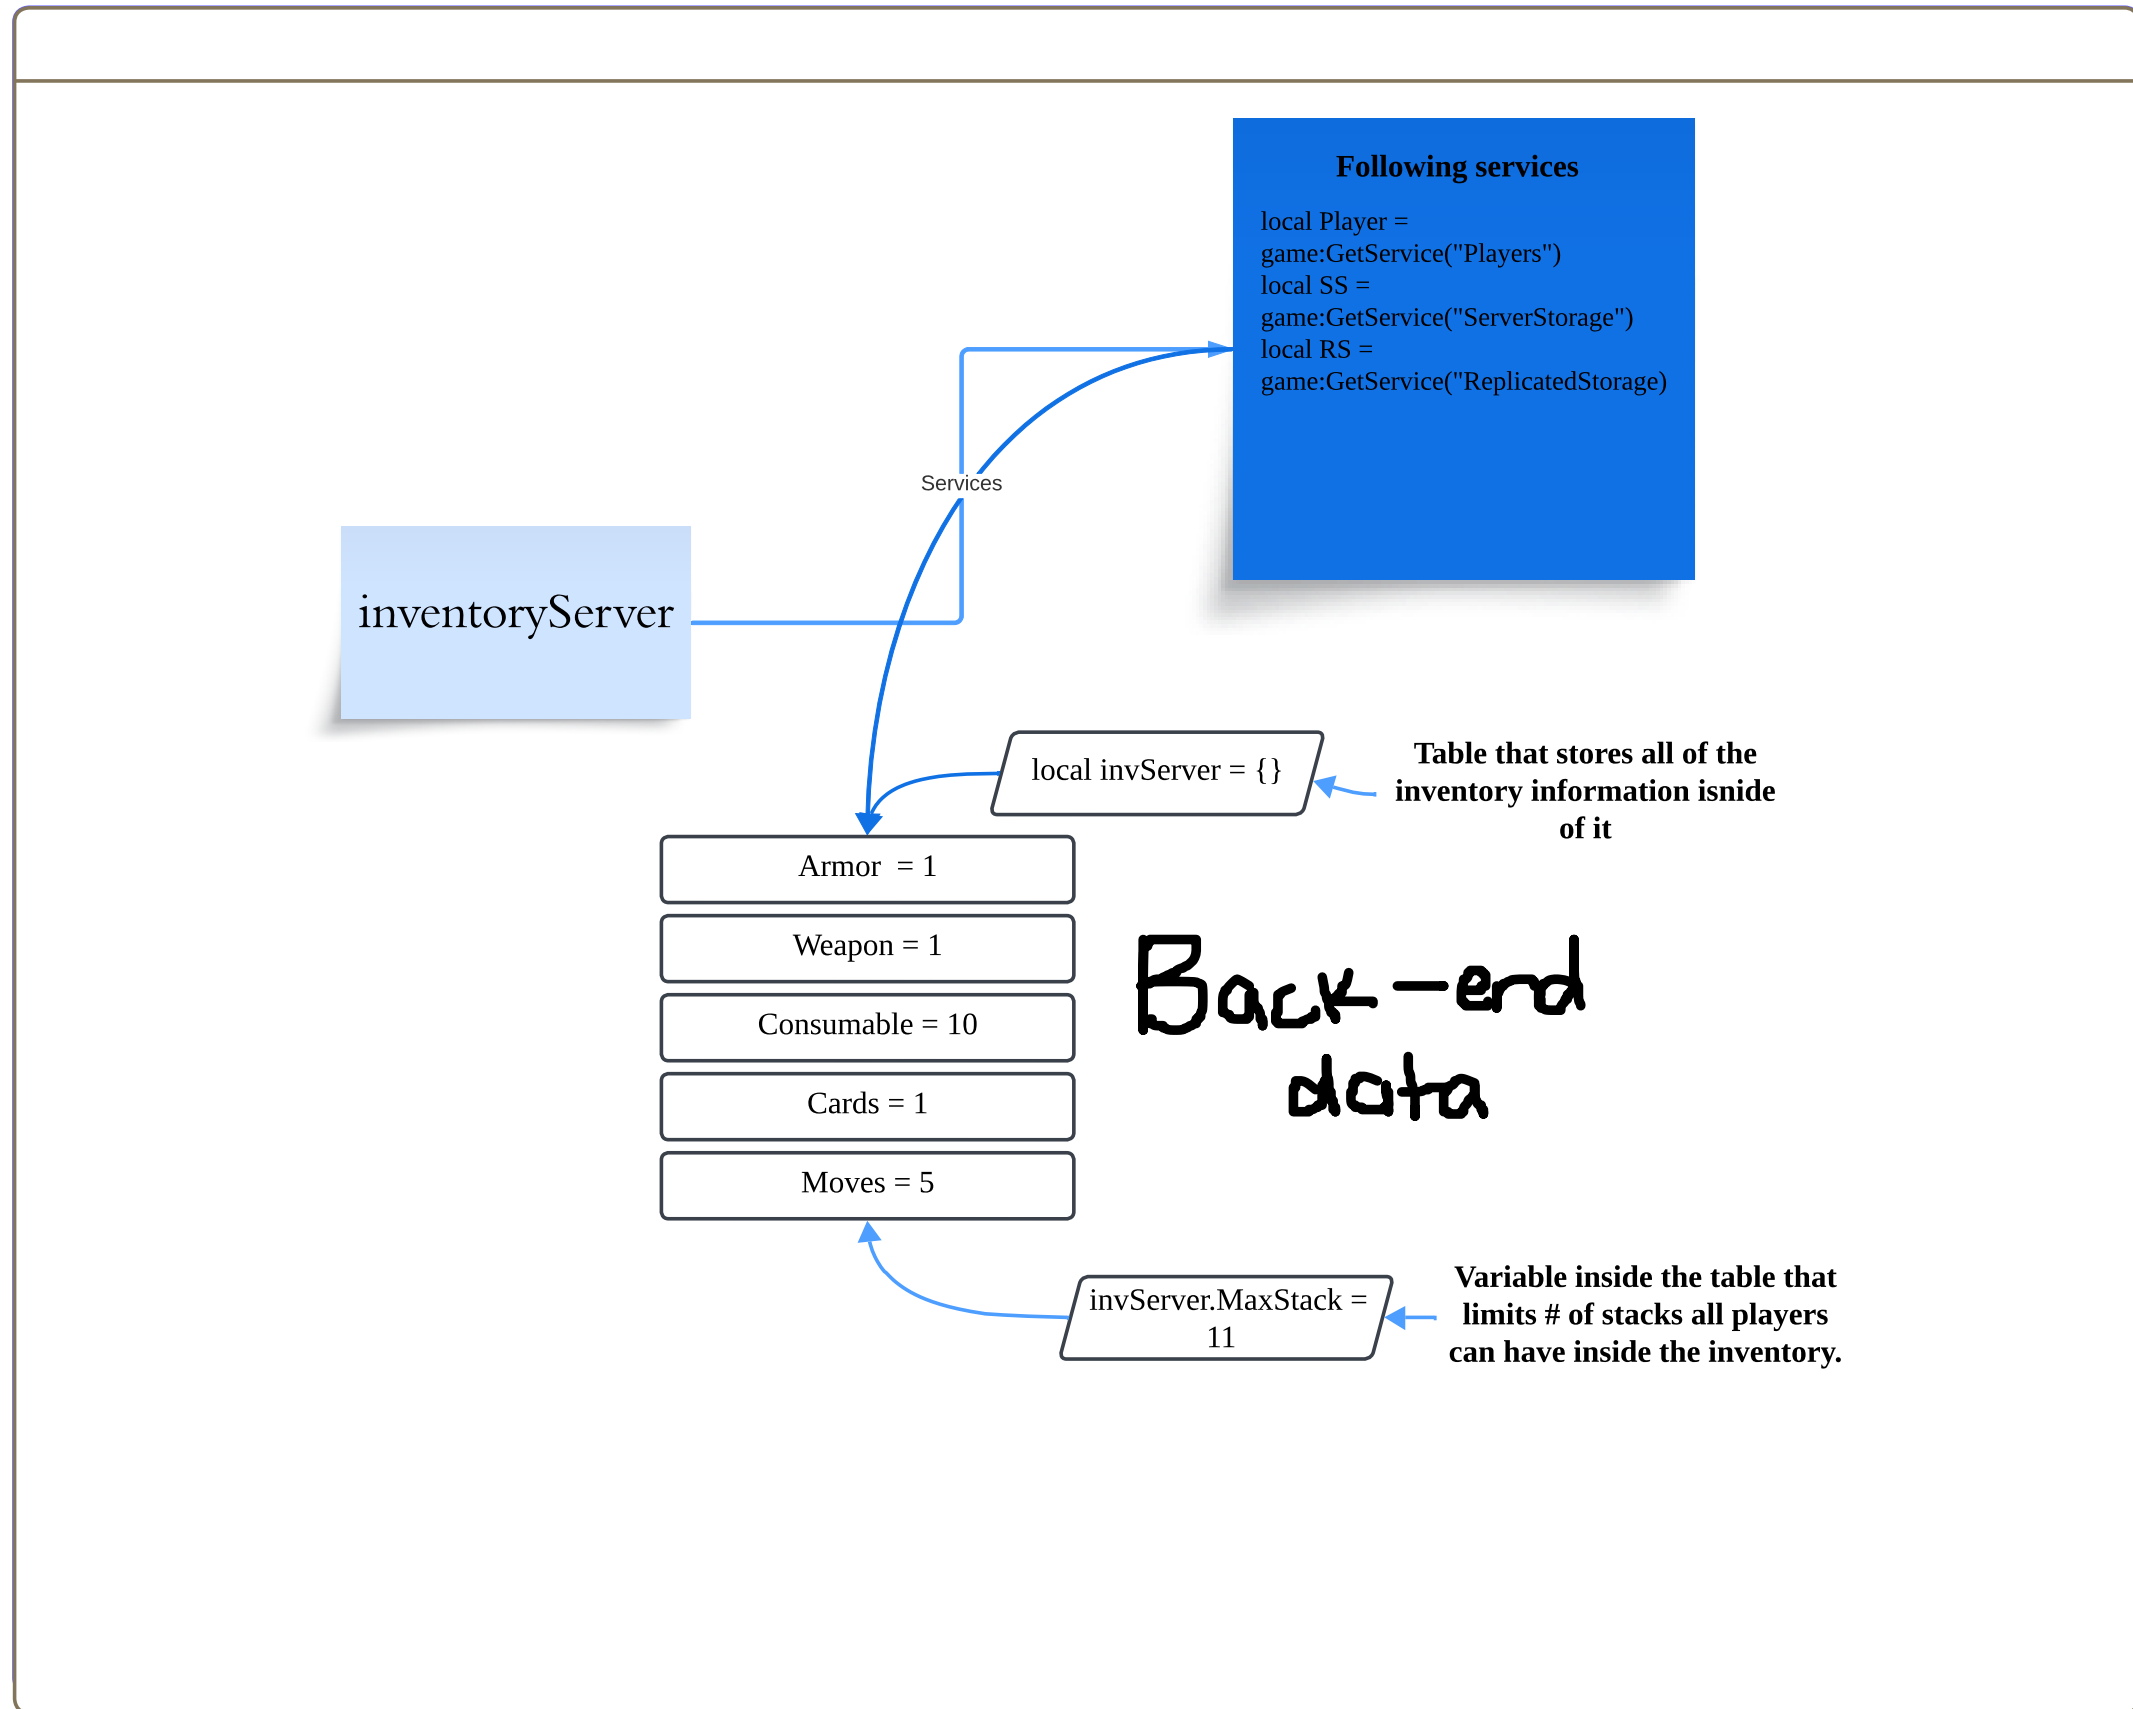 Following services
local Player =
game:GetService("Players")
local SS =
game:GetService("ServerStorage")
local RS =
game:GetService("ReplicatedStorage)
Services
inventoryServer
local invServer = {}
Table that stores all of the
inventory information isnide
of it
Armor  = 1
Weapon = 1
Consumable = 10
Cards = 1
Moves = 5
Back-end
data
invServer.MaxStack =
11
Variable inside the table that
limits # of stacks all players
can have inside the inventory.